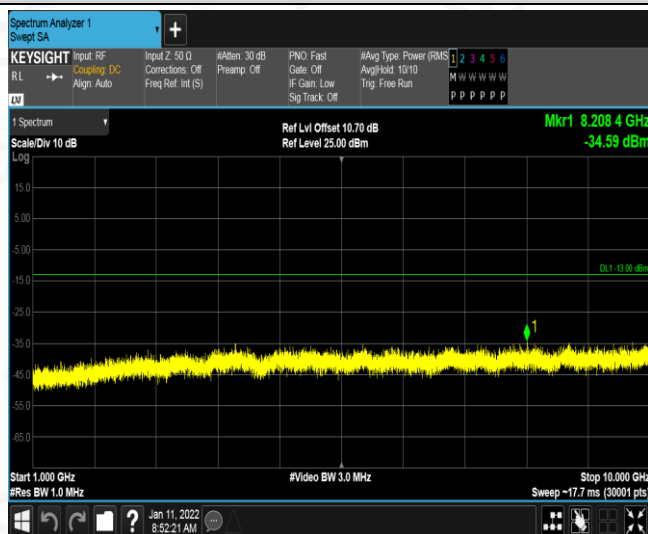 Spectrum Analyzer 1
Swept SA
+
KEYSIGHT
RL
LXI
Input: RF
Coupling: DC
Align: Auto
Input Z: 50 Ω
Corrections: Off
Freq Ref: Int (S)
#Atten: 30 dB
Preamp: Off
PNO: Fast
Gate: Off
IF Gain: Low
Sig Track: Off
#Avg Type: Power (RMS
Avg|Hold: 10/10
Trig: Free Run
1 2 3 4 5 6
M W W W W W
P P P P P P
1 Spectrum
Scale/Div 10 dB
Log
Ref Lvl Offset 10.70 dB
Ref Level 25.00 dBm
Mkr1 8.208 4 GHz
-34.59 dBm
15.0
5.00
-5.00
-15.0
-25.0
-35.0
-45.0
-55.0
-65.0
DL1 -13.00 dBm
1
Start 1.000 GHz
#Res BW 1.0 MHz
#Video BW 3.0 MHz
Stop 10.000 GHz
Sweep ~17.7 ms (30001 pts)
?
Jan 11, 2022
8:52:21 AM